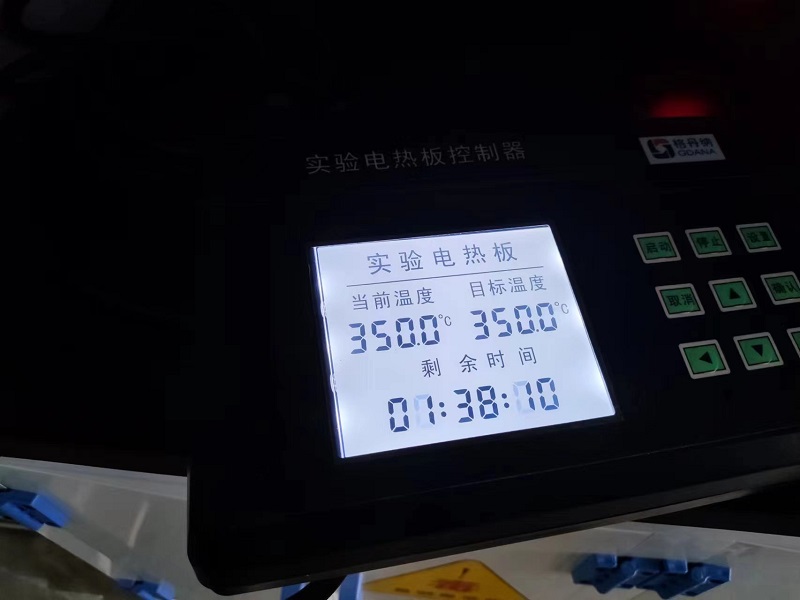 实验电热板控制器
格丹纳
GDANA
实验电热板
当前温度 目标温度
350.0℃ 350.0℃
剩余时间
01:38:10
启动 停止 设置
取消 ▲ 确认
◀ ▼